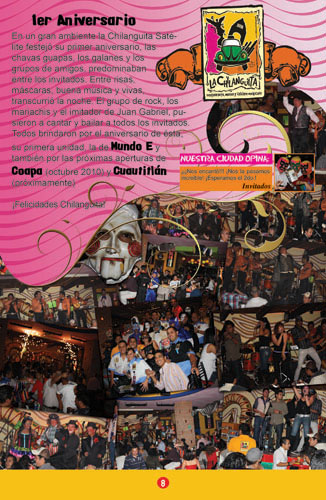 1er Aniversario
En un gran ambiente la Chilanguita Saté-
lite festejó su primer aniversario, las
chavas guapas, los galanes y los
grupos de amigos, predominaban
entre los invitados. Entre risas,
máscaras, buena música y vivas,
transcurrió la noche. El grupo de rock, los
mariachis y el imitador de Juan Gabriel, pu-
sieron a cantar y bailar a todos los invitados.
Todos brindaron por el aniversario de ésta,
su primera unidad, la de Mundo E y
también por las próximas aperturas de
Coapa (octubre 2010) y Cuautitlán
(próximamente)
¡Felicidades Chilanguita!
LA CHILANGUITA
NUESTRA CIUDAD OPINA:
¡¡Nos encantó!! ¡Nos la pasamos
increíble! ¡Esperamos el 2do.!
Invitados
8